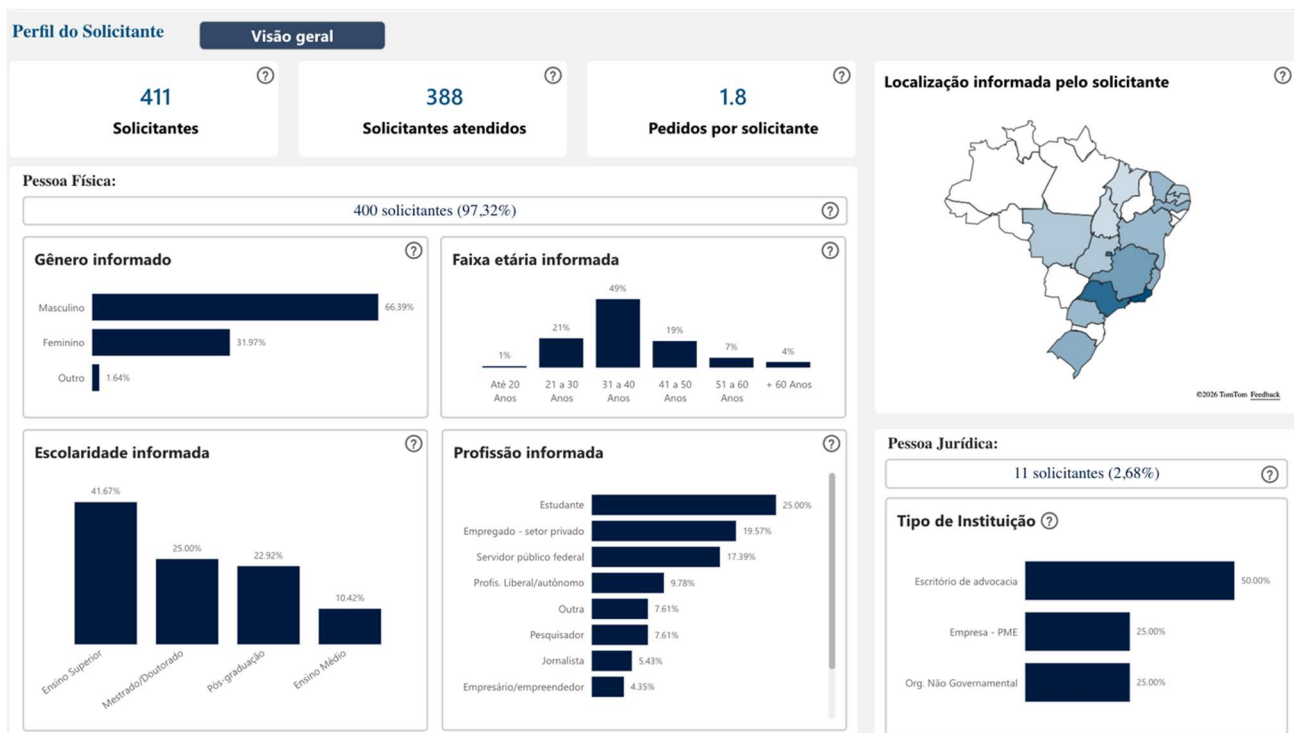 Perfil do Solicitante
Visão geral
411
Solicitantes
388
Solicitantes atendidos
1.8
Pedidos por solicitante
Localização informada pelo solicitante
©2026 TomTom Feedback
Pessoa Física:
400 solicitantes (97,32%)
Gênero informado
Masculino 66.39%
Feminino 31.97%
Outro 1.64%
Faixa etária informada
1% 21% 49% 19% 7% 4%
Até 20 21 a 30 31 a 40 41 a 50 51 a 60 + 60 Anos
Anos Anos Anos Anos Anos
Escolaridade informada
41.67% 25.00% 22.92% 10.42%
Ensino Superior Mestrado/Doutorado Pós-graduação Ensino Médio
Profissão informada
Estudante 25.00%
Empregado - setor privado 19.57%
Servidor público federal 17.39%
Profis. Liberal/autônomo 9.78%
Outra 7.61%
Pesquisador 7.61%
Jornalista 5.43%
Empresário/empreendedor 4.35%
Pessoa Jurídica:
11 solicitantes (2,68%)
Tipo de Instituição
Escritório de advocacia 50.00%
Empresa - PME 25.00%
Org. Não Governamental 25.00%